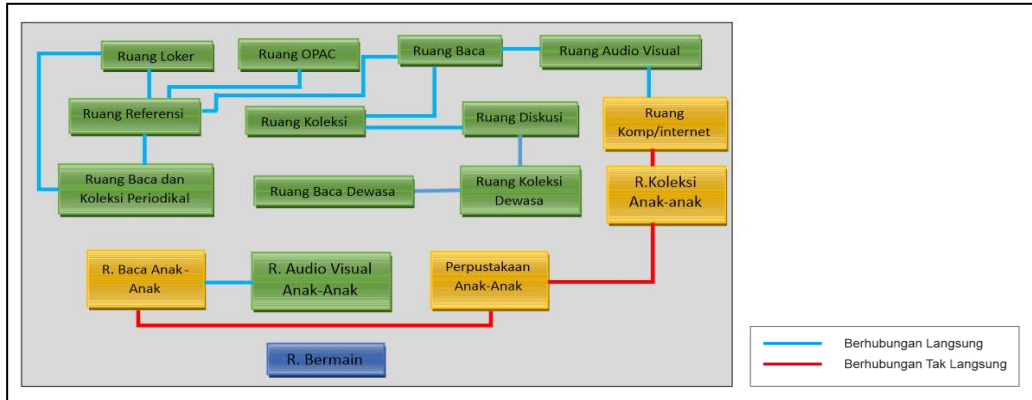 Ruang Loker
Ruang OPAC
Ruang Baca
Ruang Audio Visual
Ruang Referensi
Ruang Koleksi
Ruang Diskusi
Ruang
Komp/internet
Ruang Baca dan
Koleksi Periodikal
Ruang Baca Dewasa
Ruang Koleksi
Dewasa
R.Koleksi
Anak-anak
R. Baca Anak-
Anak
R. Audio Visual
Anak-Anak
Perpustakaan
Anak-Anak
R. Bermain
Berhubungan Langsung
Berhubungan Tak Langsung